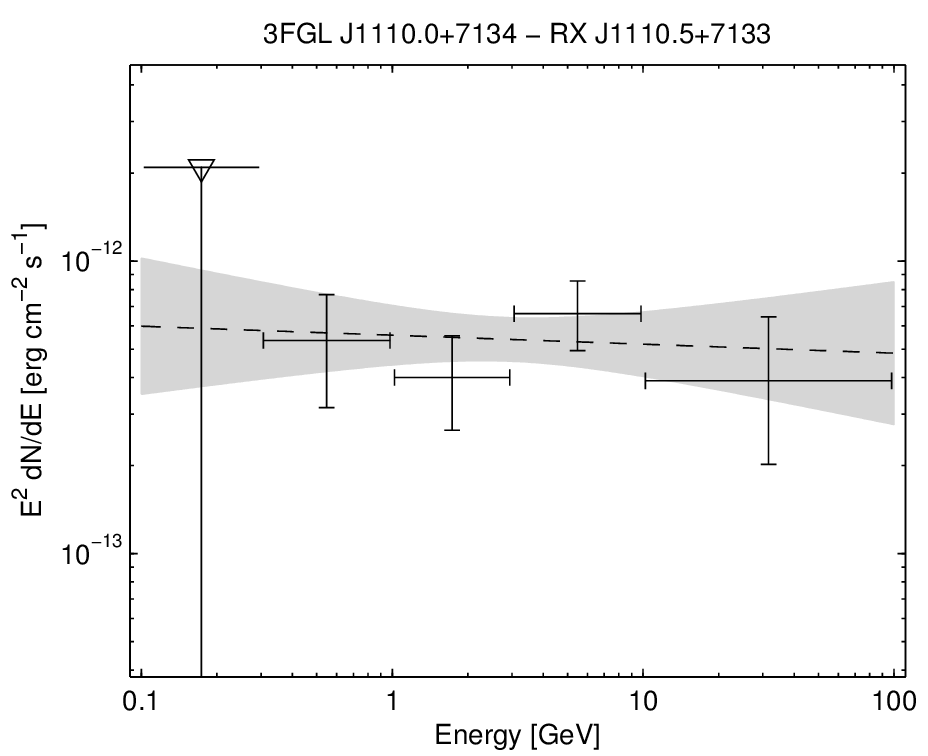 3FGL J1110.0+7134 − RX J1110.5+7133
E² dN/dE [erg cm⁻² s⁻¹]
10⁻¹²
10⁻¹³
0.1 1 10 100
Energy [GeV]